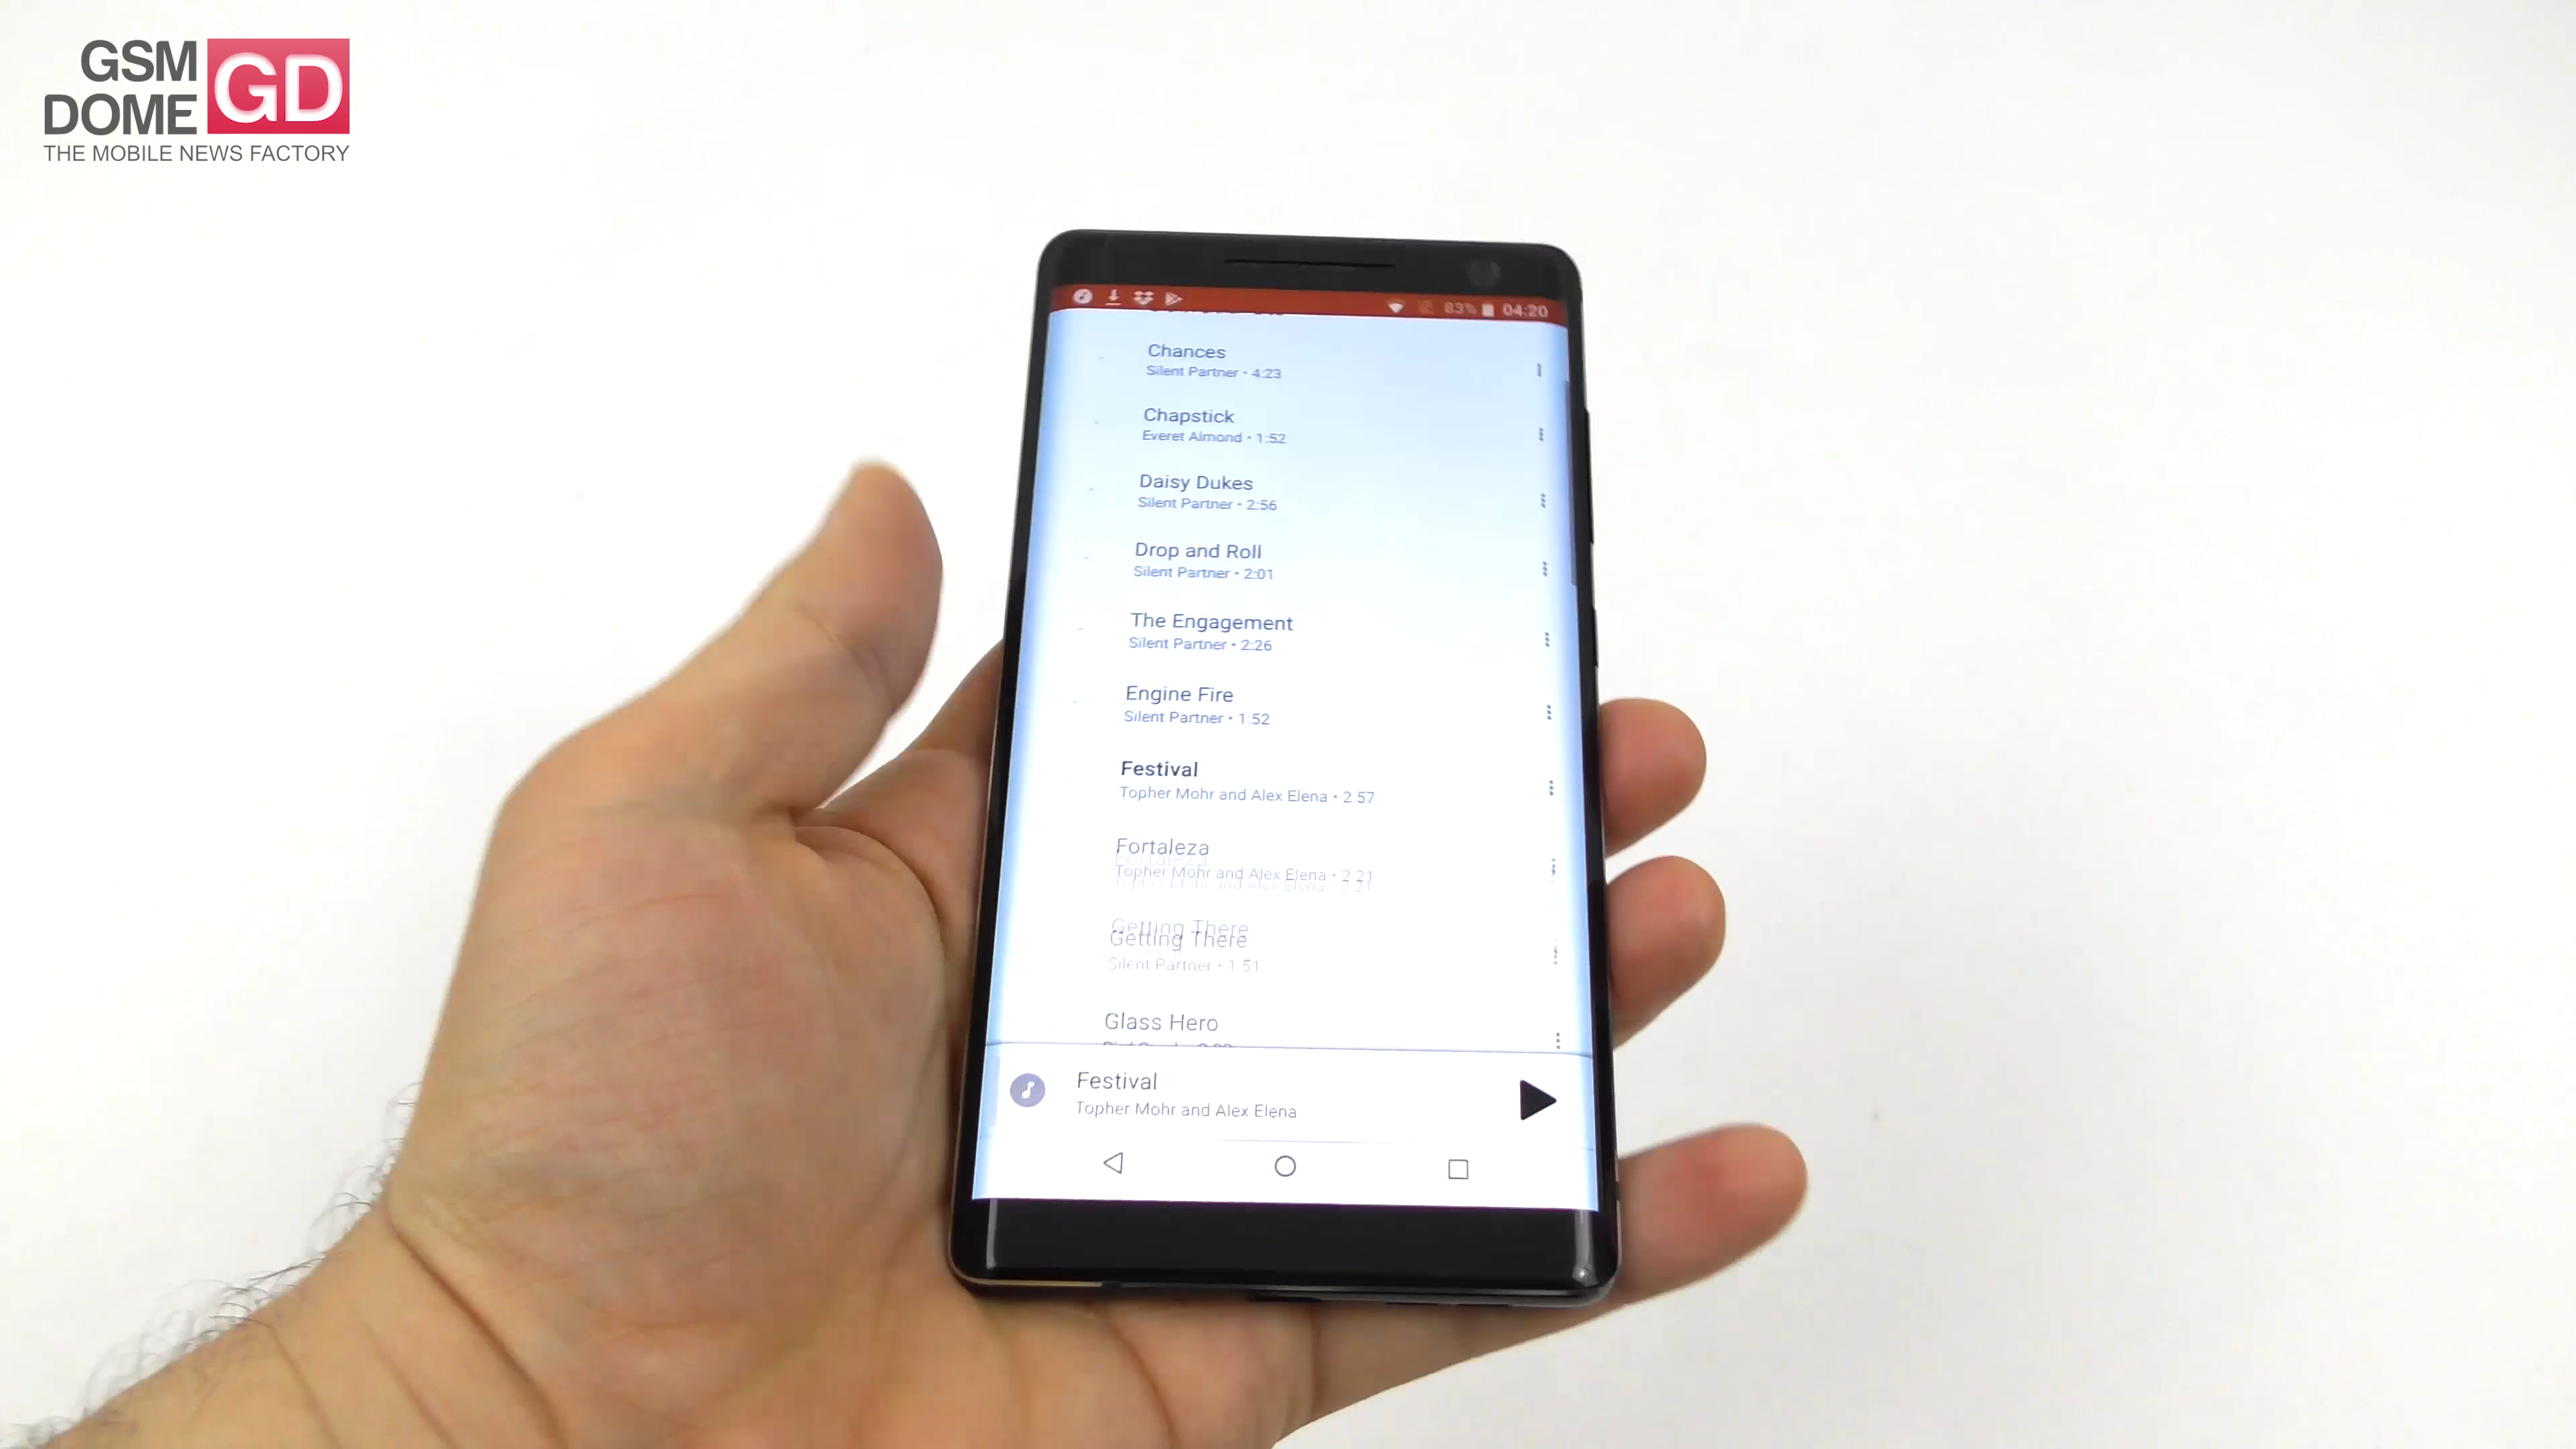 GSM
DOME
GD
THE MOBILE NEWS FACTORY
83% 04:20
Chances
Silent Partner • 4:23
Chapstick
Everet Almond • 1:52
Daisy Dukes
Silent Partner • 2:56
Drop and Roll
Silent Partner • 2:01
The Engagement
Silent Partner • 2:26
Engine Fire
Silent Partner • 1:52
Festival
Topher Mohr and Alex Elena • 2:57
Fortaleza
Topher Mohr and Alex Elena • 2:21
Getting There
Silent Partner • 1:51
Glass Hero
Festival
Topher Mohr and Alex Elena